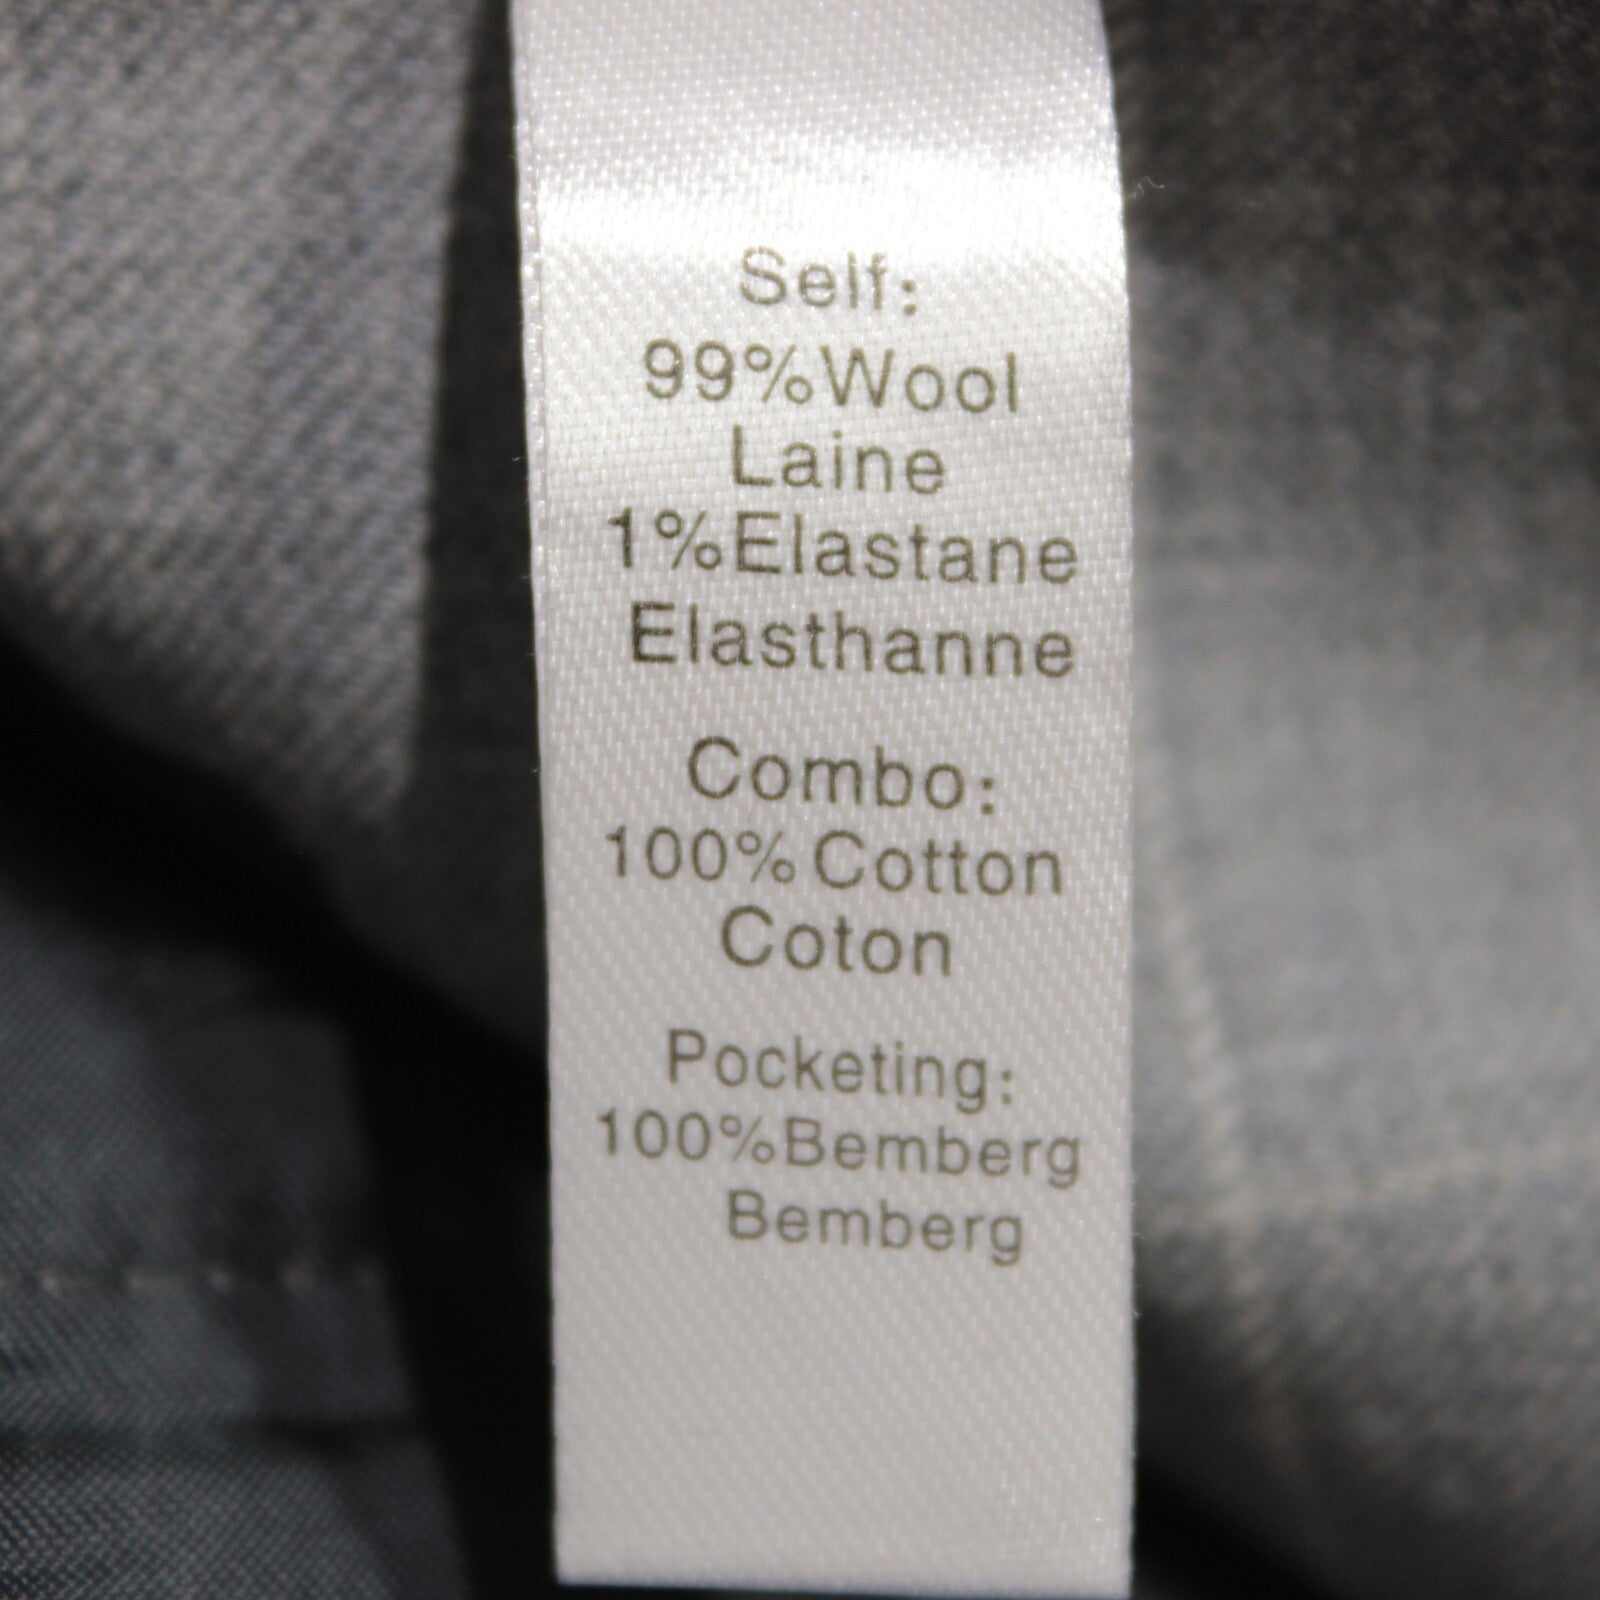 Self:
99%Wool
Laine
1%Elastane
Elasthanne
Combo:
100%Cotton
Coton
Pocketing:
100%Bemberg
Bemberg